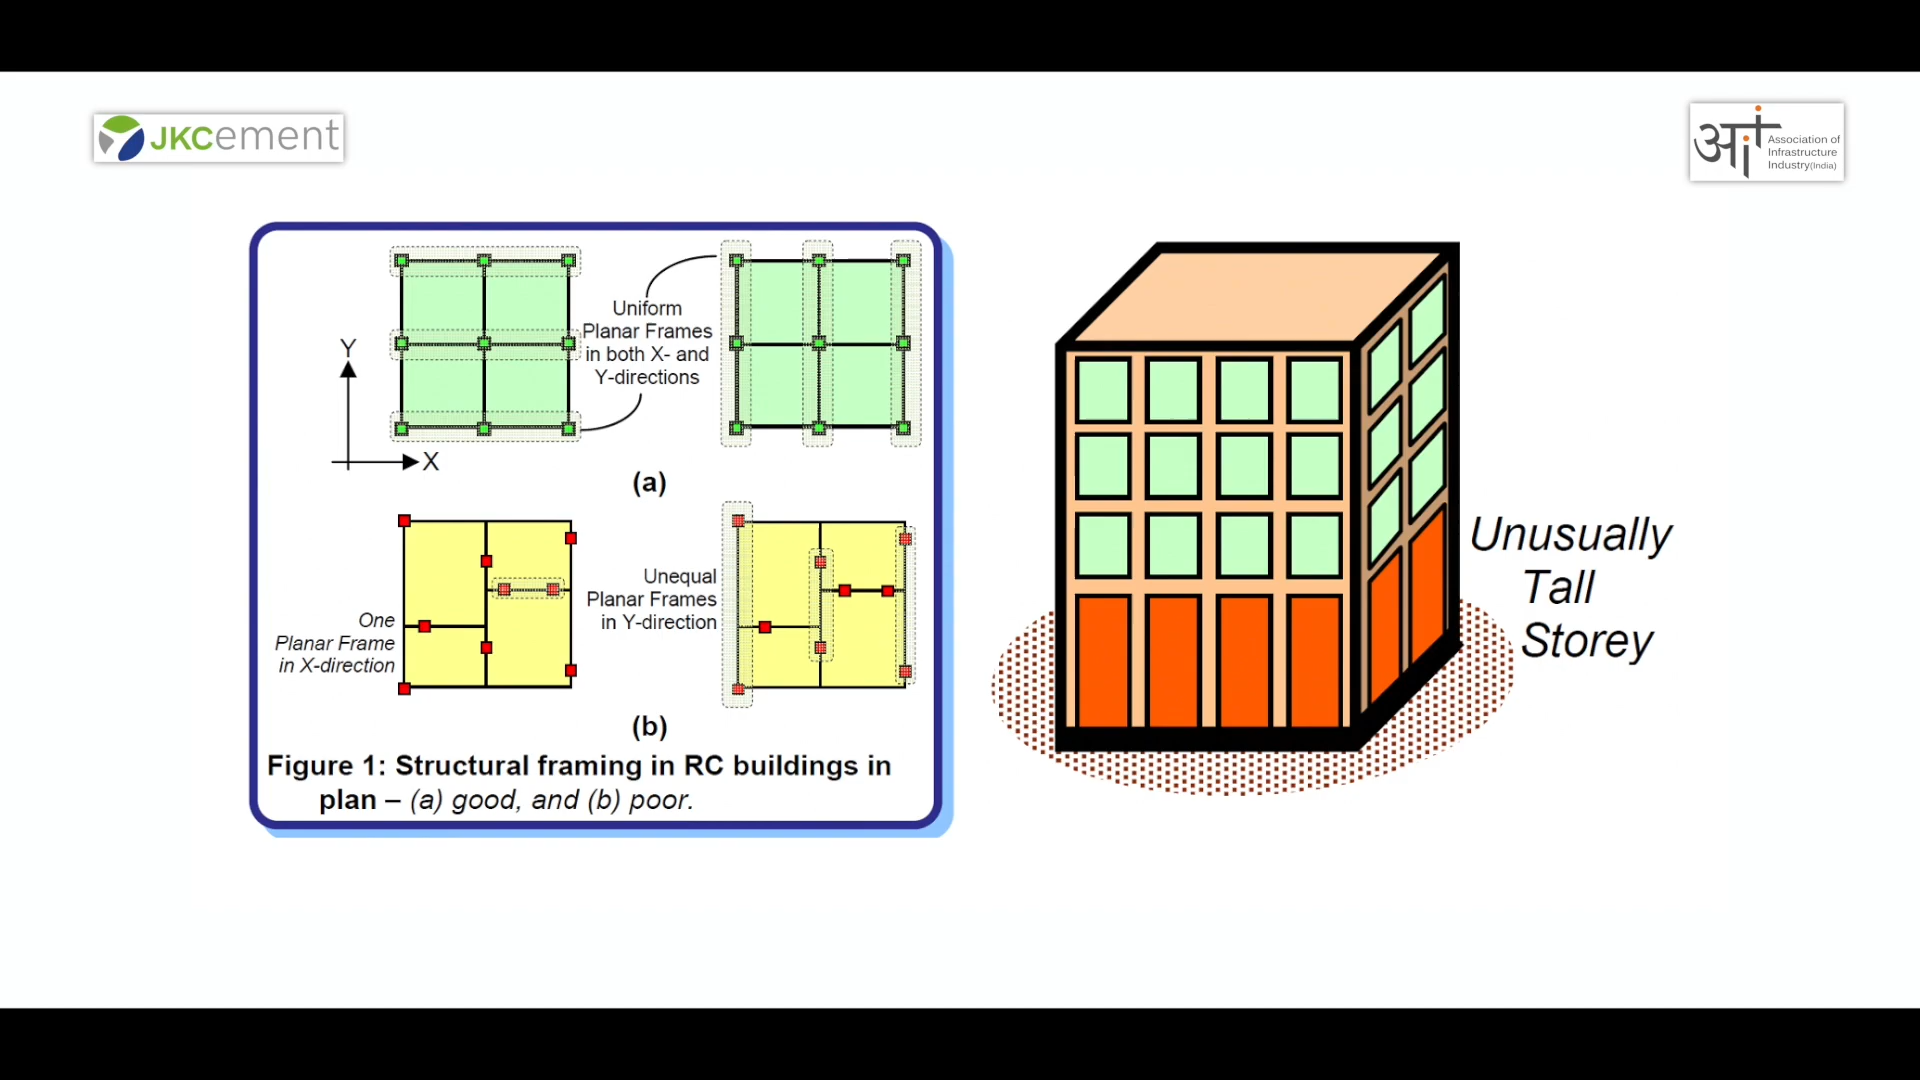 JKCement
अIi
Association of
Infrastructure
Industry(India)
Uniform
Planar Frames
in both X- and
Y-directions
Y
X
(a)
One
Planar Frame
in X-direction
Unequal
Planar Frames
in Y-direction
(b)
Figure 1: Structural framing in RC buildings in
plan – (a) good, and (b) poor.
Unusually
Tall
Storey